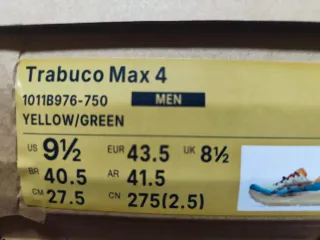 Trabuco Max 4
1011B976-750 MEN
YELLOW/GREEN
US 9½ EUR 43.5 UK 8½
BR 40.5 AR 41.5
CM 27.5 CN 275(2.5)